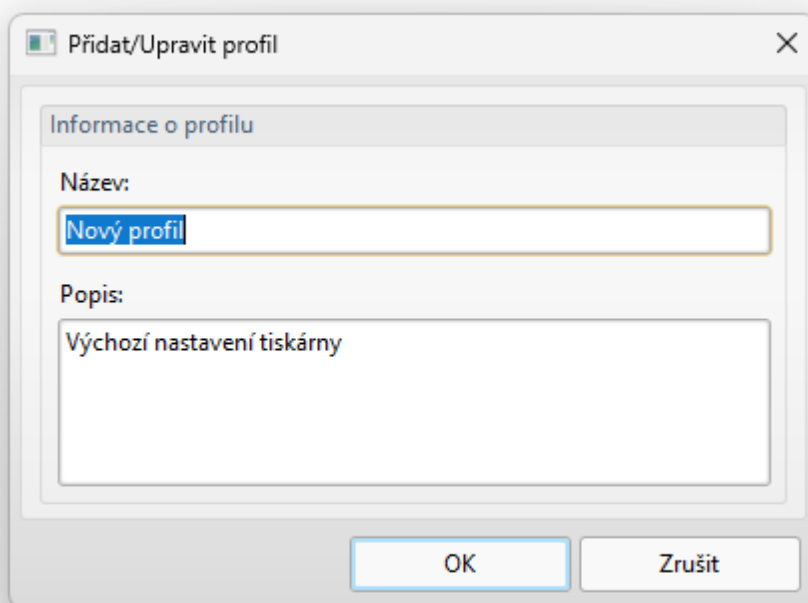 Přidat/Upravit profil
Informace o profilu
Název:
Nový profil
Popis:
Výchozí nastavení tiskárny
OK
Zrušit